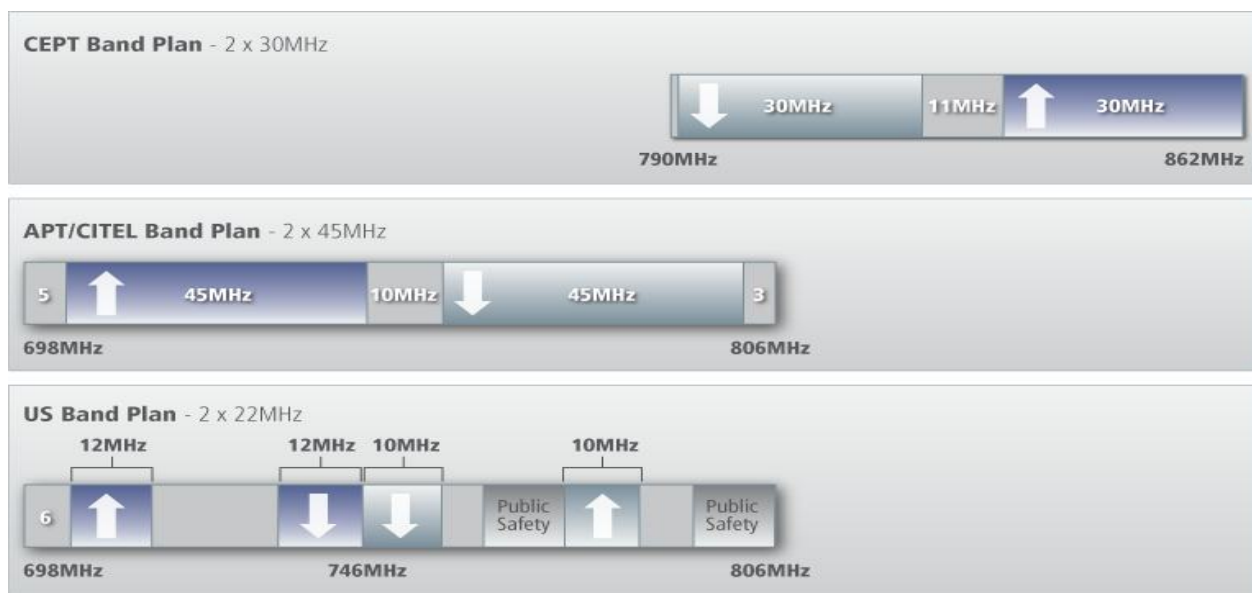 CEPT Band Plan - 2 x 30MHz
30MHz 11MHz 30MHz
790MHz 862MHz
APT/CITEL Band Plan - 2 x 45MHz
5 45MHz 10MHz 45MHz 3
698MHz 806MHz
US Band Plan - 2 x 22MHz
12MHz 12MHz 10MHz 10MHz
6 Public Safety Public Safety
698MHz 746MHz 806MHz